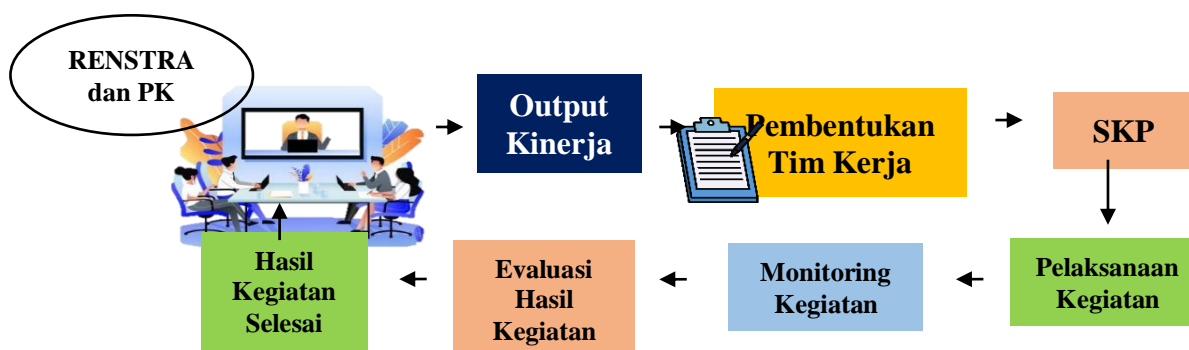 RENSTRA
dan PK
Output
Kinerja
Pembentukan
Tim Kerja
SKP
Pelaksanaan
Kegiatan
Monitoring
Kegiatan
Evaluasi
Hasil
Kegiatan
Hasil
Kegiatan
Selesai